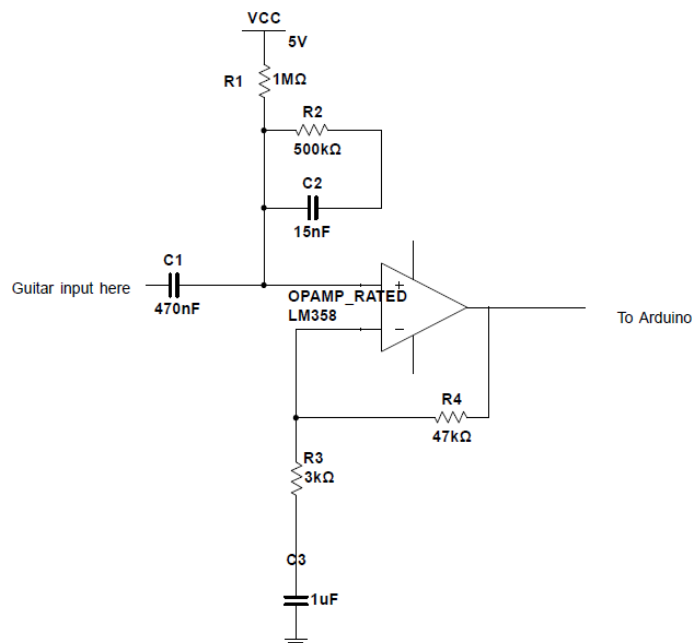 VCC
5V
R1
1MΩ
R2
500kΩ
C2
15nF
C1
Guitar input here
470nF
+
OPAMP_RATED
LM358
−
To Arduino
R4
47kΩ
R3
3kΩ
C3
1uF